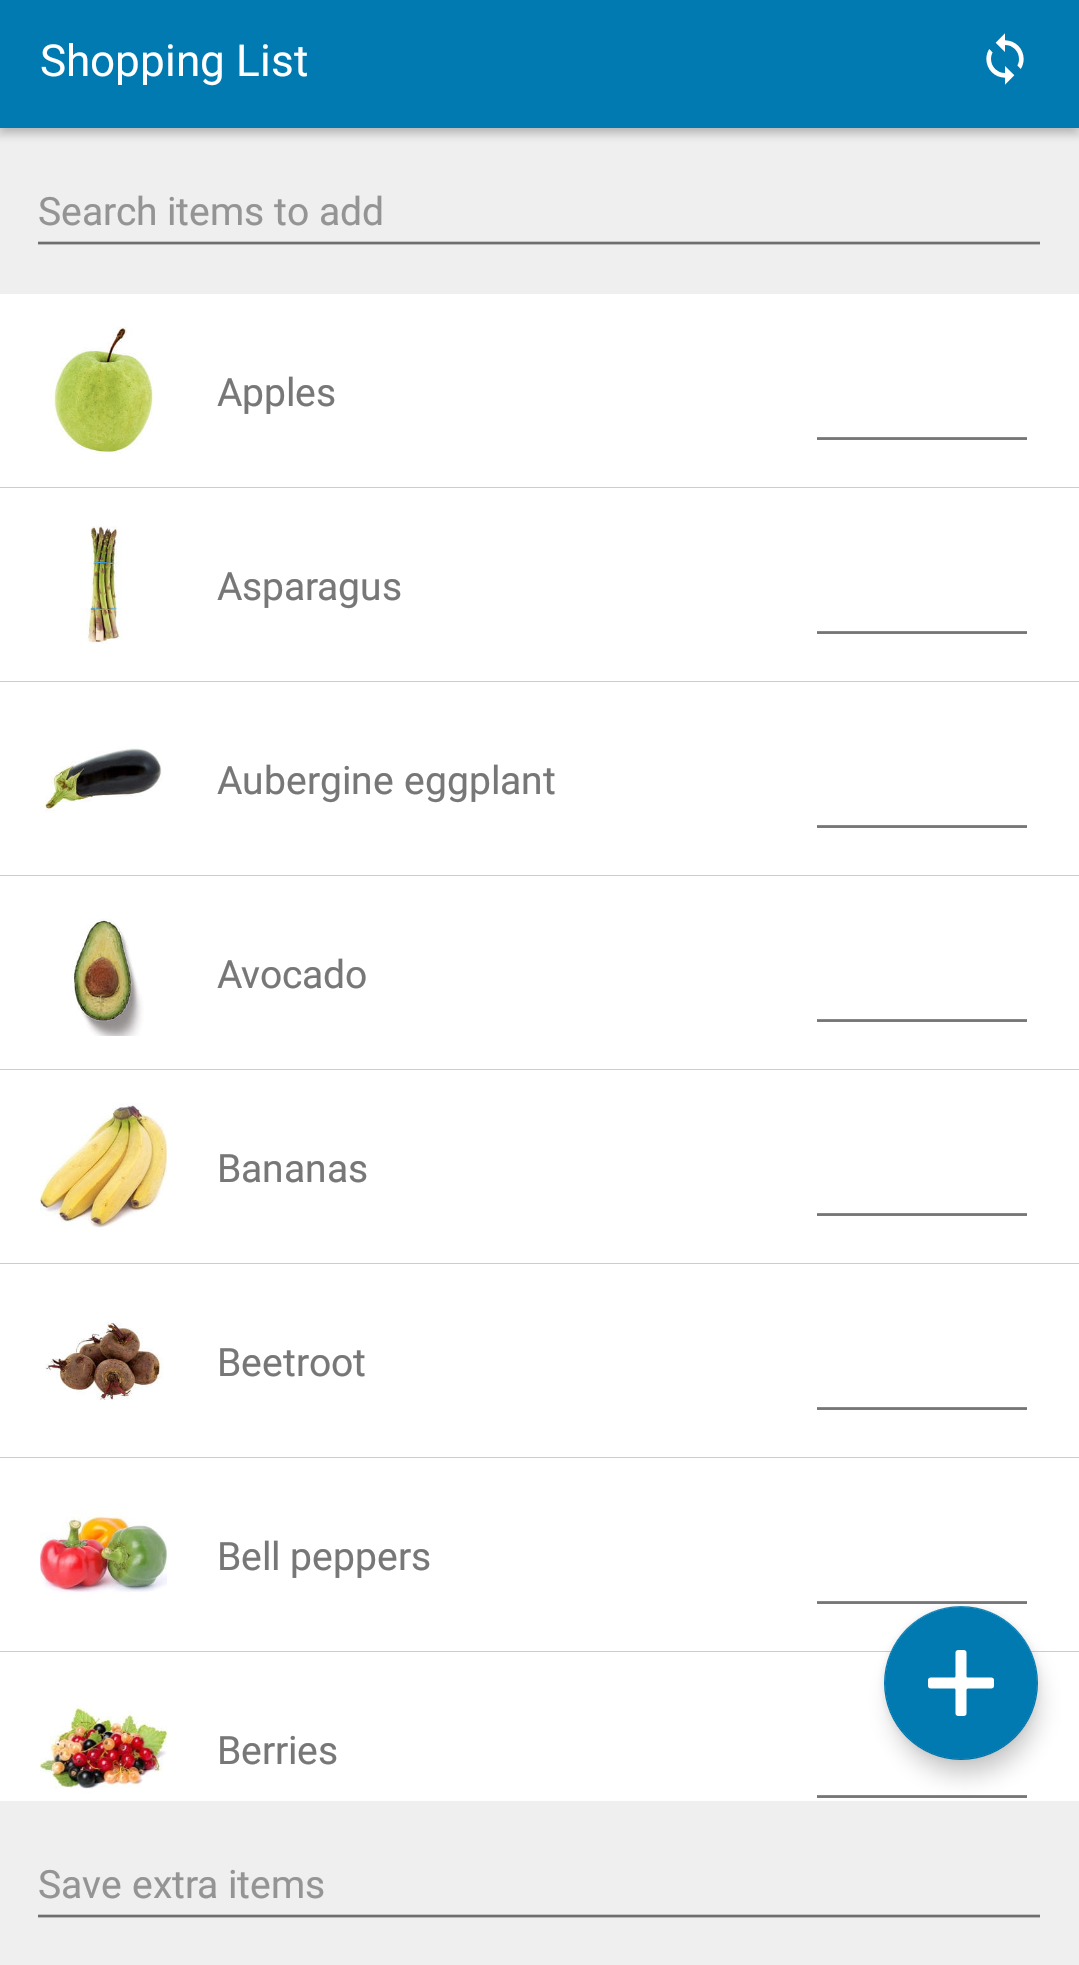 Shopping List
Search items to add
Apples
Asparagus
Aubergine eggplant
Avocado
Bananas
Beetroot
Bell peppers
Berries
Save extra items